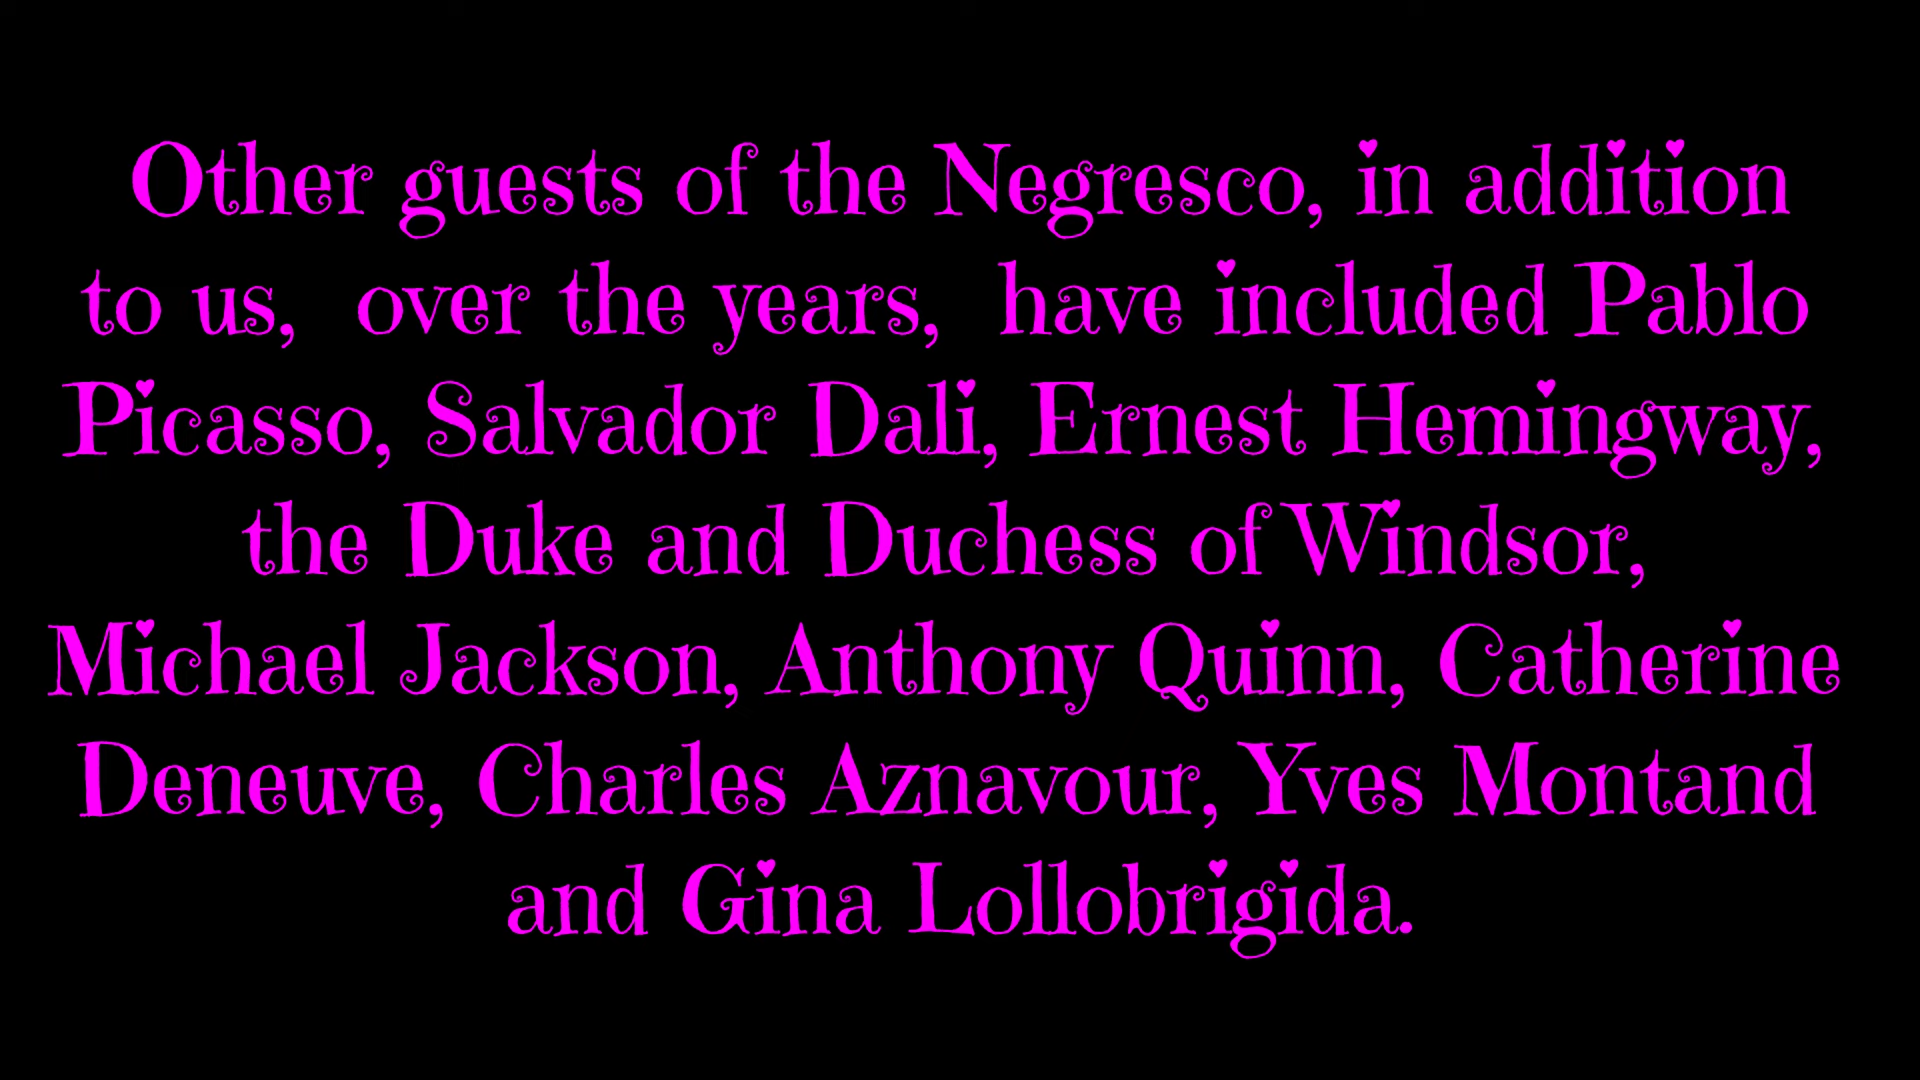 Other guests of the Negresco, in addition
to us,  over the years,  have included Pablo
Picasso, Salvador Dali, Ernest Hemingway,
the Duke and Duchess of Windsor,
Michael Jackson, Anthony Quinn, Catherine
Deneuve, Charles Aznavour, Yves Montand
and Gina Lollobrigida.